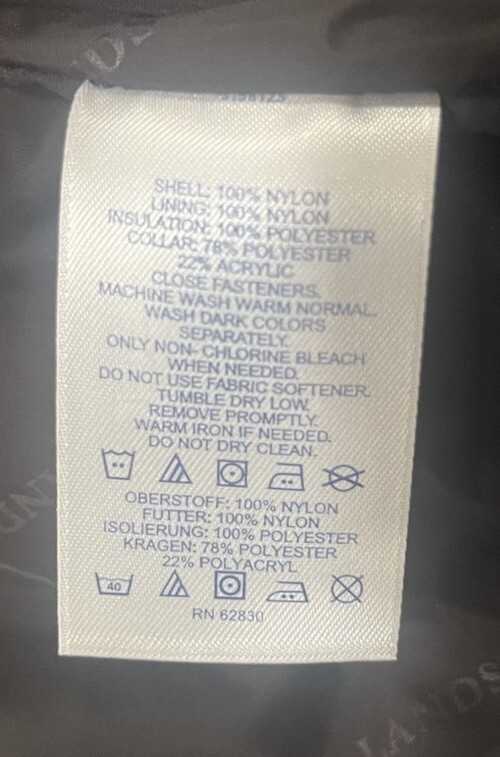 SHELL: 100% NYLON
LINING: 100% NYLON
INSULATION: 100% POLYESTER
COLLAR: 78% POLYESTER
22% ACRYLIC
CLOSE FASTENERS.
MACHINE WASH WARM NORMAL.
WASH DARK COLORS
SEPARATELY.
ONLY NON- CHLORINE BLEACH
WHEN NEEDED.
DO NOT USE FABRIC SOFTENER.
TUMBLE DRY LOW.
REMOVE PROMPTLY.
WARM IRON IF NEEDED.
DO NOT DRY CLEAN.
OBERSTOFF: 100% NYLON
FUTTER: 100% NYLON
ISOLIERUNG: 100% POLYESTER
KRAGEN: 78% POLYESTER
22% POLYACRYL
40
RN 62830
LANDS